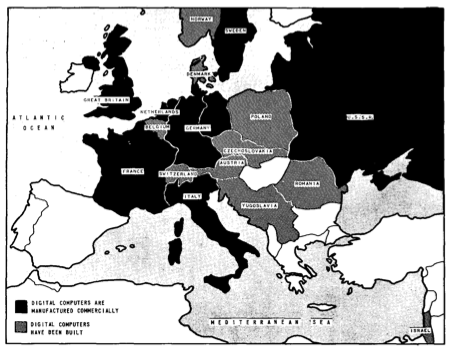 NORWAY
SWEDEN
DENMARK
GREAT BRITAIN
NETHERLANDS
BELGIUM
GERMANY
POLAND
U.S.S.R.
ATLANTIC
OCEAN
CZECHOSLOVAKIA
AUSTRIA
FRANCE
SWITZERLAND
ROMANIA
ITALY
YUGOSLAVIA
DIGITAL COMPUTERS ARE
MANUFACTURED COMMERCIALLY
DIGITAL COMPUTERS
HAVE BEEN BUILT
MEDITERRANEAN SEA
ISRAEL